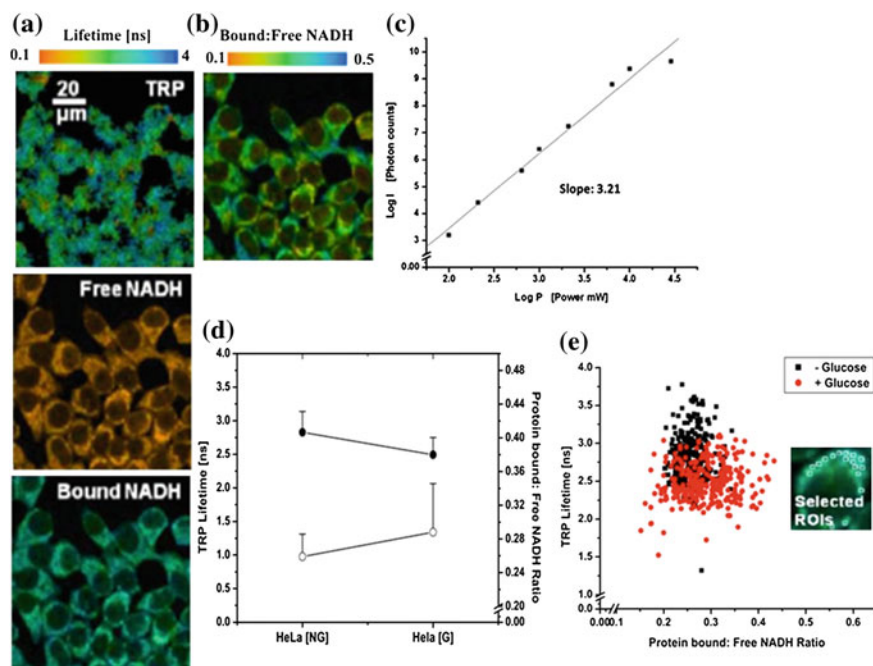 (a)
Lifetime [ns]
0.1
4
TRP
20
µm
Free NADH
Bound NADH
(b)
Bound:Free NADH
0.1
0.5
(c)
Log I [Photon counts]
10
9
8
7
6
5
4
3
0.00
Slope: 3.21
2.0 2.5 3.0 3.5 4.0 4.5
Log P [Power mW]
(d)
TRP Lifetime [ns]
4.0
3.5
3.0
2.5
2.0
1.5
1.0
0.5
0.0
0.48
0.44
0.40
0.36
0.32
0.28
0.24
0.20
0.00
Protoin bound: Free NADH Ratio
HeLa [NG]
Hela [G]
(e)
TRP Lifetime [ns]
4.0
3.5
3.0
2.5
2.0
1.5
1.0
0.0
- Glucose
+ Glucose
Selected
ROIs
0.00 0.1 0.2 0.3 0.4 0.5 0.6
Protein bound: Free NADH Ratio